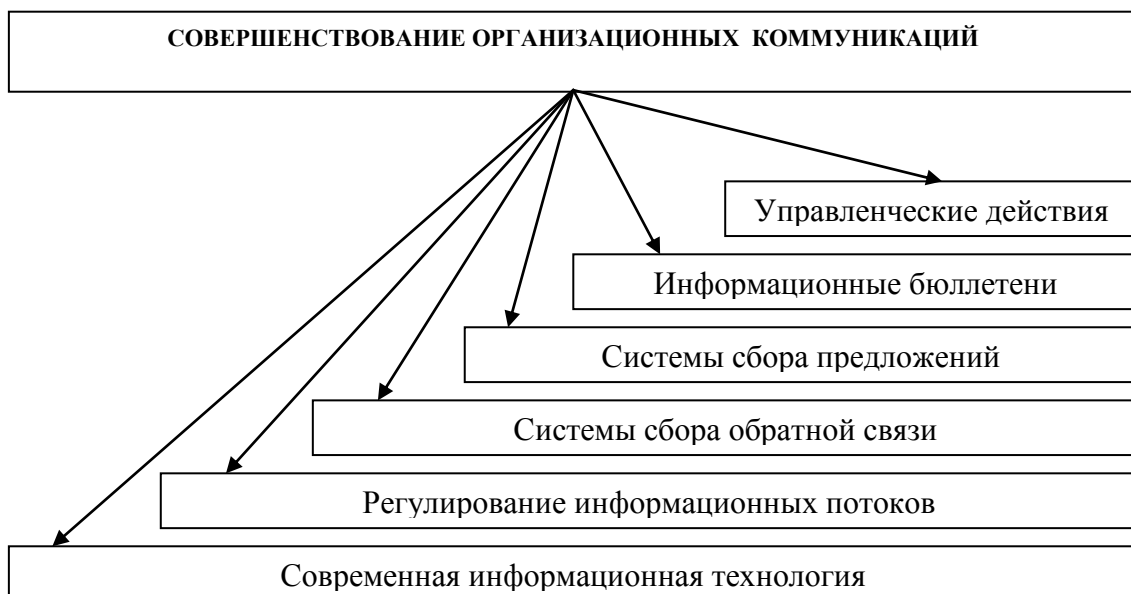 СОВЕРШЕНСТВОВАНИЕ ОРГАНИЗАЦИОННЫХ КОММУНИКАЦИЙ
Управленческие действия
Информационные бюллетени
Системы сбора предложений
Системы сбора обратной связи
Регулирование информационных потоков
Современная информационная технология